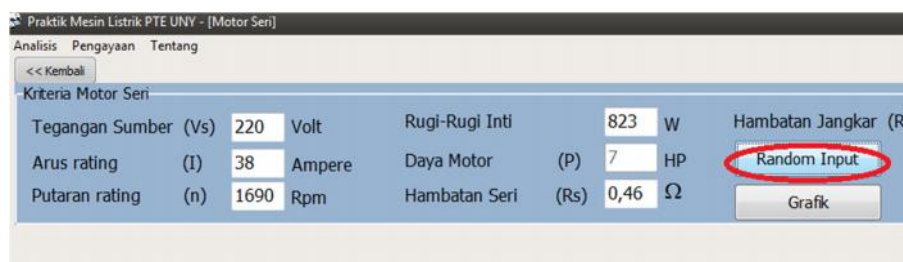 Praktik Mesin Listrik PTE UNY - [Motor Seri]
Analisis Pengayaan Tentang
<< Kembali
Kriteria Motor Seri
Tegangan Sumber (Vs) 220 Volt Rugi-Rugi Inti 823 W Hambatan Jangkar (R
Arus rating (I) 38 Ampere Daya Motor (P) 7 HP Random Input
Putaran rating (n) 1690 Rpm Hambatan Seri (Rs) 0,46 Ω Grafik